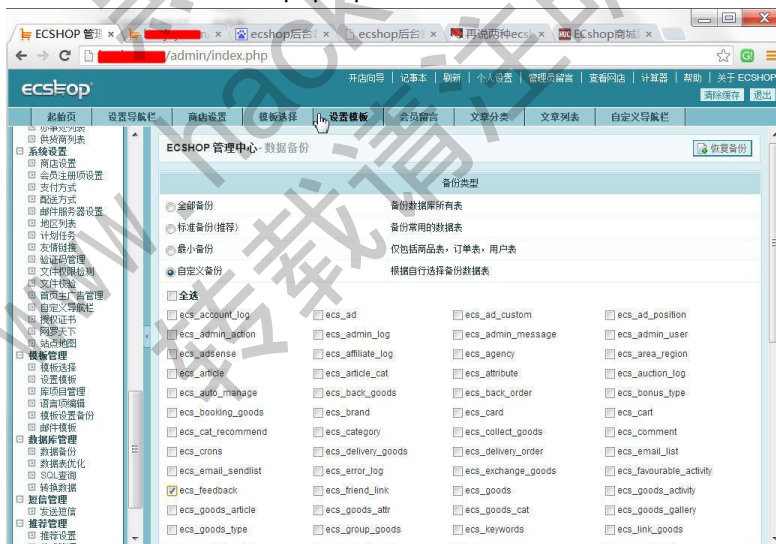 ECSHOP 管理
ecshop后台
ecshop后台
再说两种ecs
ECshop商城
/admin/index.php
ecshop
开店向导 | 记事本 | 刷新 | 个人设置 | 管理员留言 | 查看网店 | 计算器 | 帮助 | 关于 ECSHOP
清除缓存 退出
起始页 设置导航栏 商店设置 模板选择 设置模板 会员留言 文章分类 文章列表 自定义导航栏
办事处列表
供货商列表
系统设置
商店设置
会员注册项设置
支付方式
配送方式
邮件服务器设置
地区列表
计划任务
友情链接
验证码管理
文件权限检测
文件校验
首页主广告管理
自定义导航栏
授权证书
网罗天下
站点地图
模板管理
模板选择
设置模板
库项目管理
语言项编辑
模板设置备份
邮件模板
数据库管理
数据备份
数据表优化
SQL查询
转换数据
短信管理
发送短信
推荐管理
推荐设置
ECSHOP 管理中心 - 数据备份
恢复备份
备份类型
全部备份 备份数据库所有表
标准备份(推荐) 备份常用的数据表
最小备份 仅包括商品表，订单表，用户表
自定义备份 根据自行选择备份数据表
全选
ecs_account_log ecs_ad ecs_ad_custom ecs_ad_position
ecs_admin_action ecs_admin_log ecs_admin_message ecs_admin_user
ecs_adsense ecs_affiliate_log ecs_agency ecs_area_region
ecs_article ecs_article_cat ecs_attribute ecs_auction_log
ecs_auto_manage ecs_back_goods ecs_back_order ecs_bonus_type
ecs_booking_goods ecs_brand ecs_card ecs_cart
ecs_cat_recommend ecs_category ecs_collect_goods ecs_comment
ecs_crons ecs_delivery_goods ecs_delivery_order ecs_email_list
ecs_email_sendlist ecs_error_log ecs_exchange_goods ecs_favourable_activity
ecs_feedback ecs_friend_link ecs_goods ecs_goods_activity
ecs_goods_article ecs_goods_attr ecs_goods_cat ecs_goods_gallery
ecs_goods_type ecs_group_goods ecs_keywords ecs_link_goods